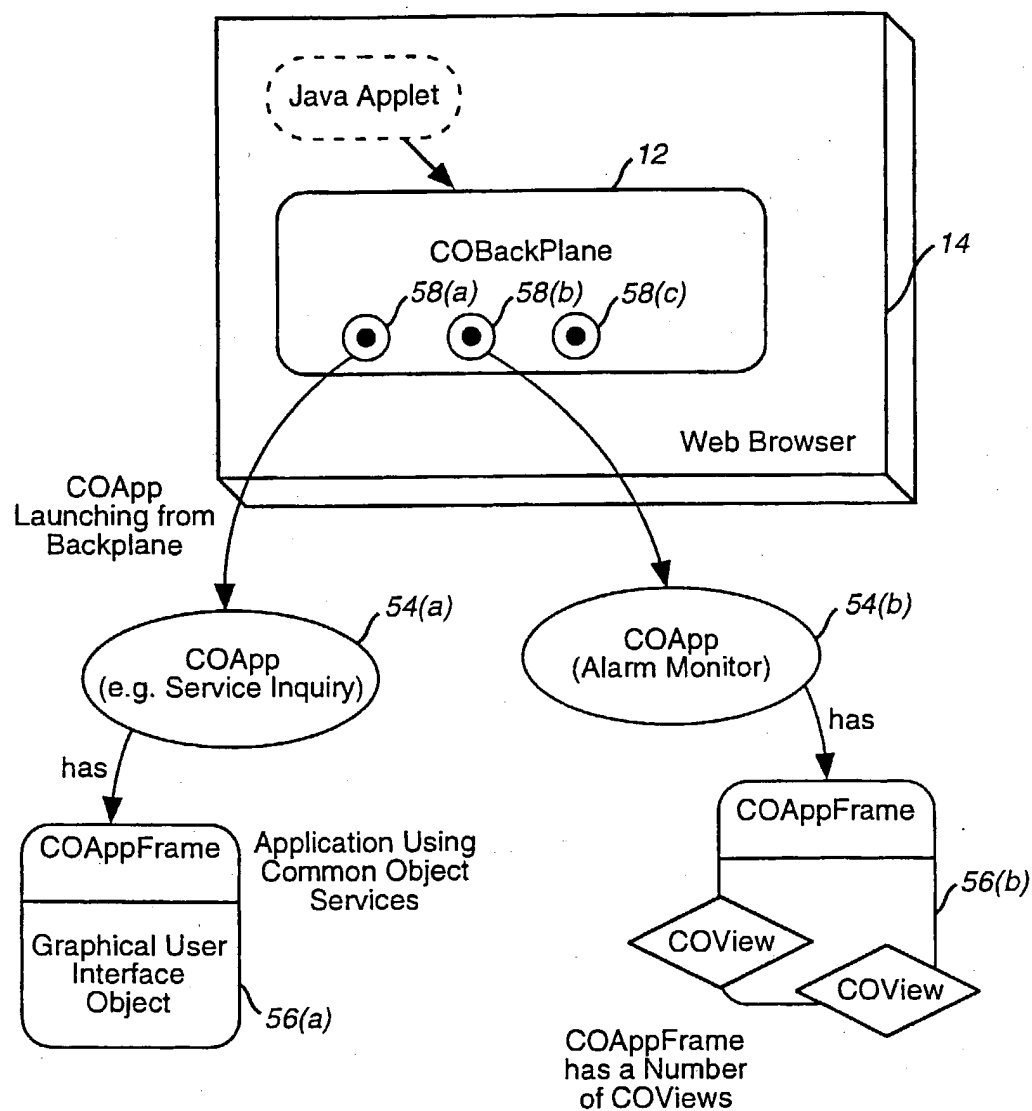 Java Applet
12
COBackPlane
14
58(a)
58(b)
58(c)
Web Browser
COApp
Launching from
Backplane
54(a)
COApp
(e.g. Service Inquiry)
54(b)
COApp
(Alarm Monitor)
has
has
COAppFrame
Graphical User
Interface
Object
56(a)
Application Using
Common Object
Services
COAppFrame
56(b)
COView
COView
COAppFrame
has a Number
of COViews